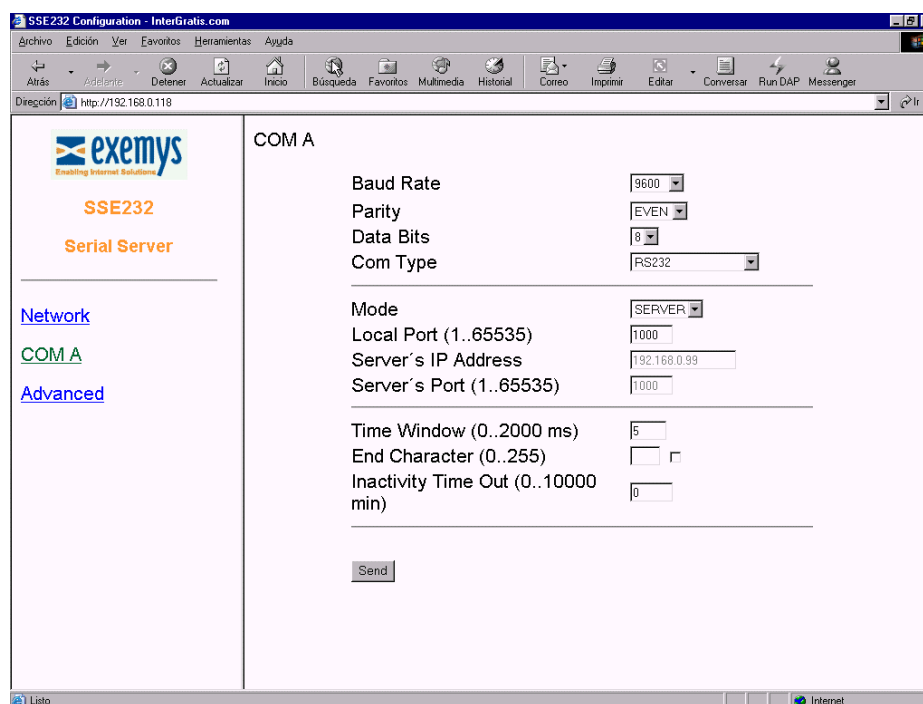 SSE232 Configuration - InterGratis.com
Archivo Edición Ver Favoritos Herramientas Ayuda
Atrás Adelante Detener Actualizar Inicio Búsqueda Favoritos Multimedia Historial Correo Imprimir Editar Conversar Run DAP Messenger
Dirección http://192.168.0.118 Ir
exemys
Enabling Internet Solutions
SSE232
Serial Server
Network
COM A
Advanced
COM A
Baud Rate 9600
Parity EVEN
Data Bits 8
Com Type RS232
Mode SERVER
Local Port (1..65535) 1000
Server´s IP Address 192.168.0.99
Server´s Port (1..65535) 1000
Time Window (0..2000 ms) 5
End Character (0..255)
Inactivity Time Out (0..10000
min) 0
Send
Listo Internet